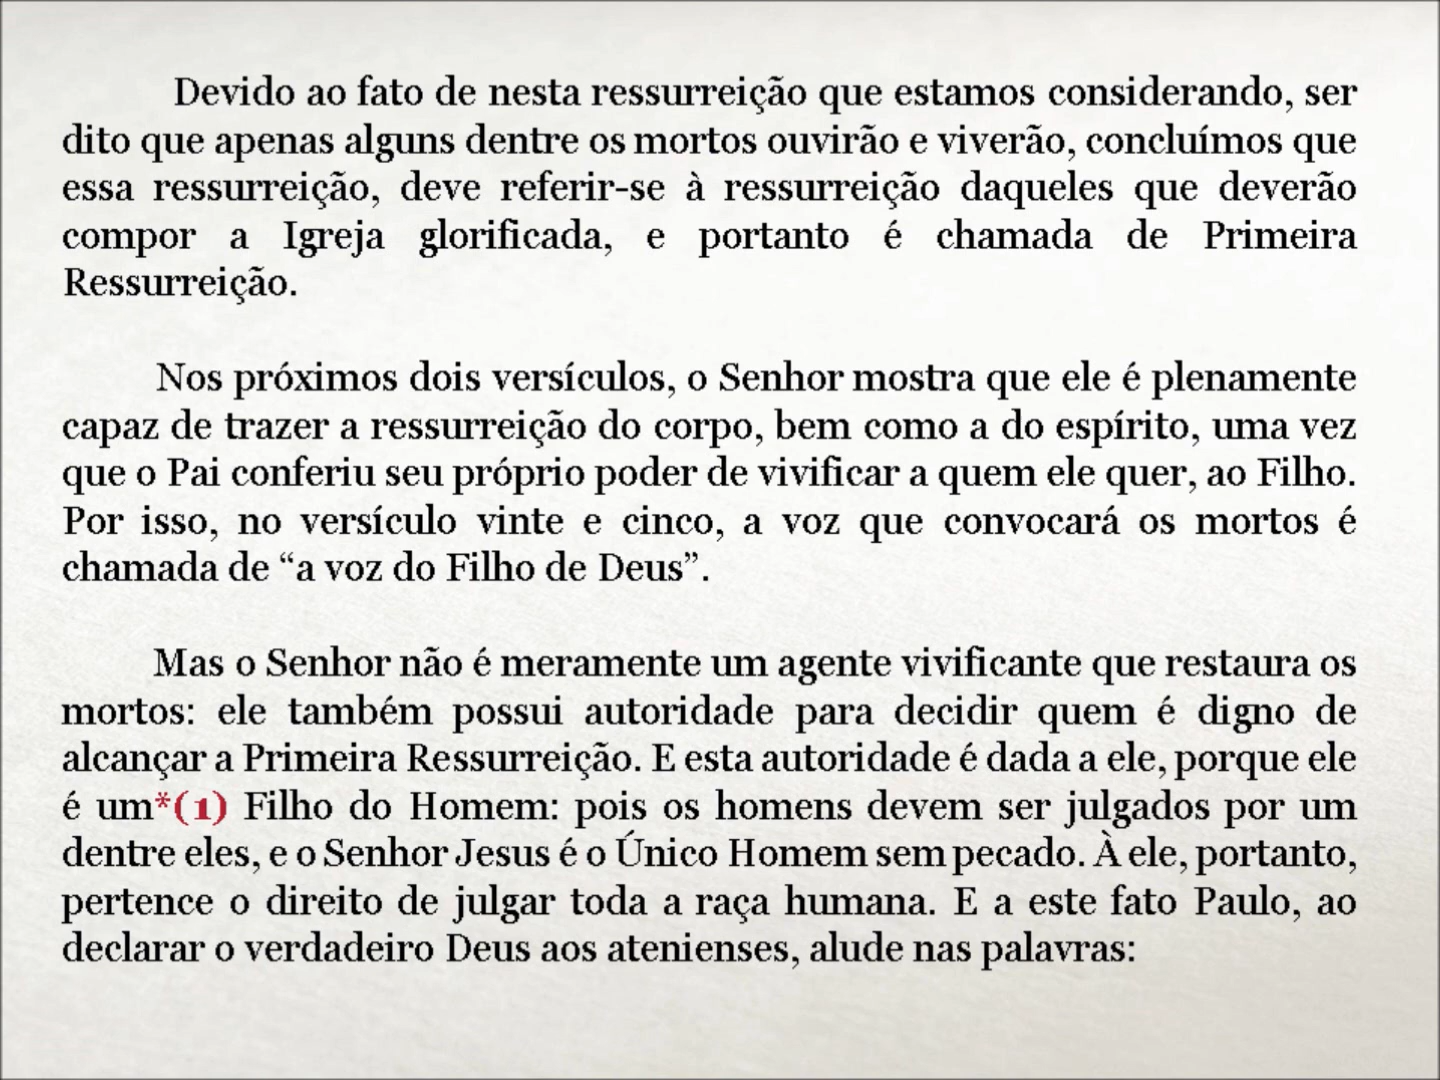 Devido ao fato de nesta ressurreição que estamos considerando, ser
dito que apenas alguns dentre os mortos ouvirão e viverão, concluímos que
essa ressurreição, deve referir-se à ressurreição daqueles que deverão
compor a Igreja glorificada, e portanto é chamada de Primeira
Ressurreição.
Nos próximos dois versículos, o Senhor mostra que ele é plenamente
capaz de trazer a ressurreição do corpo, bem como a do espírito, uma vez
que o Pai conferiu seu próprio poder de vivificar a quem ele quer, ao Filho.
Por isso, no versículo vinte e cinco, a voz que convocará os mortos é
chamada de “a voz do Filho de Deus”.
Mas o Senhor não é meramente um agente vivificante que restaura os
mortos: ele também possui autoridade para decidir quem é digno de
alcançar a Primeira Ressurreição. E esta autoridade é dada a ele, porque ele
é um*(1) Filho do Homem: pois os homens devem ser julgados por um
dentre eles, e o Senhor Jesus é o Único Homem sem pecado. À ele, portanto,
pertence o direito de julgar toda a raça humana. E a este fato Paulo, ao
declarar o verdadeiro Deus aos atenienses, alude nas palavras: